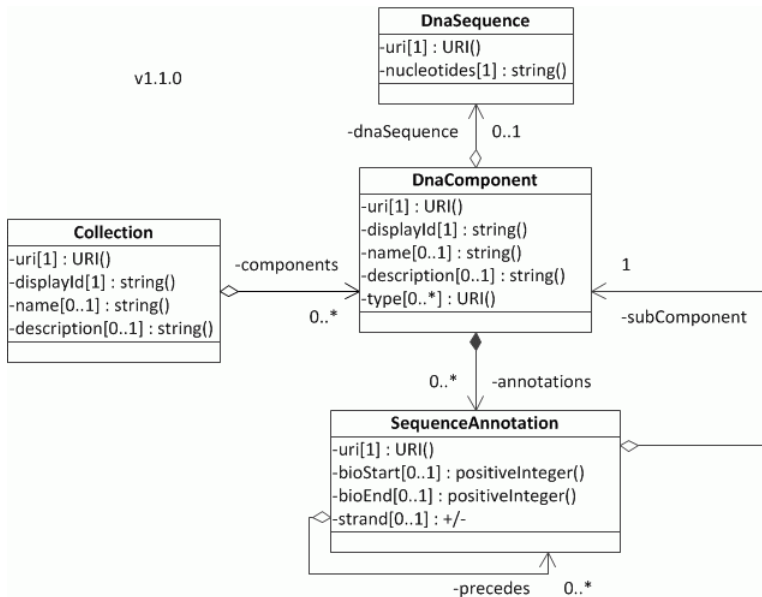 DnaSequence
-uri[1] : URI()
-nucleotides[1] : string()
v1.1.0
-dnaSequence 0..1
DnaComponent
-uri[1] : URI()
-displayId[1] : string()
-name[0..1] : string()
-description[0..1] : string()
-type[0..*] : URI()
Collection
-uri[1] : URI()
-displayId[1] : string()
-name[0..1] : string()
-description[0..1] : string()
-components
0..*
1
-subComponent
0..* -annotations
SequenceAnnotation
-uri[1] : URI()
-bioStart[0..1] : positiveInteger()
-bioEnd[0..1] : positiveInteger()
-strand[0..1] : +/-
-precedes 0..*